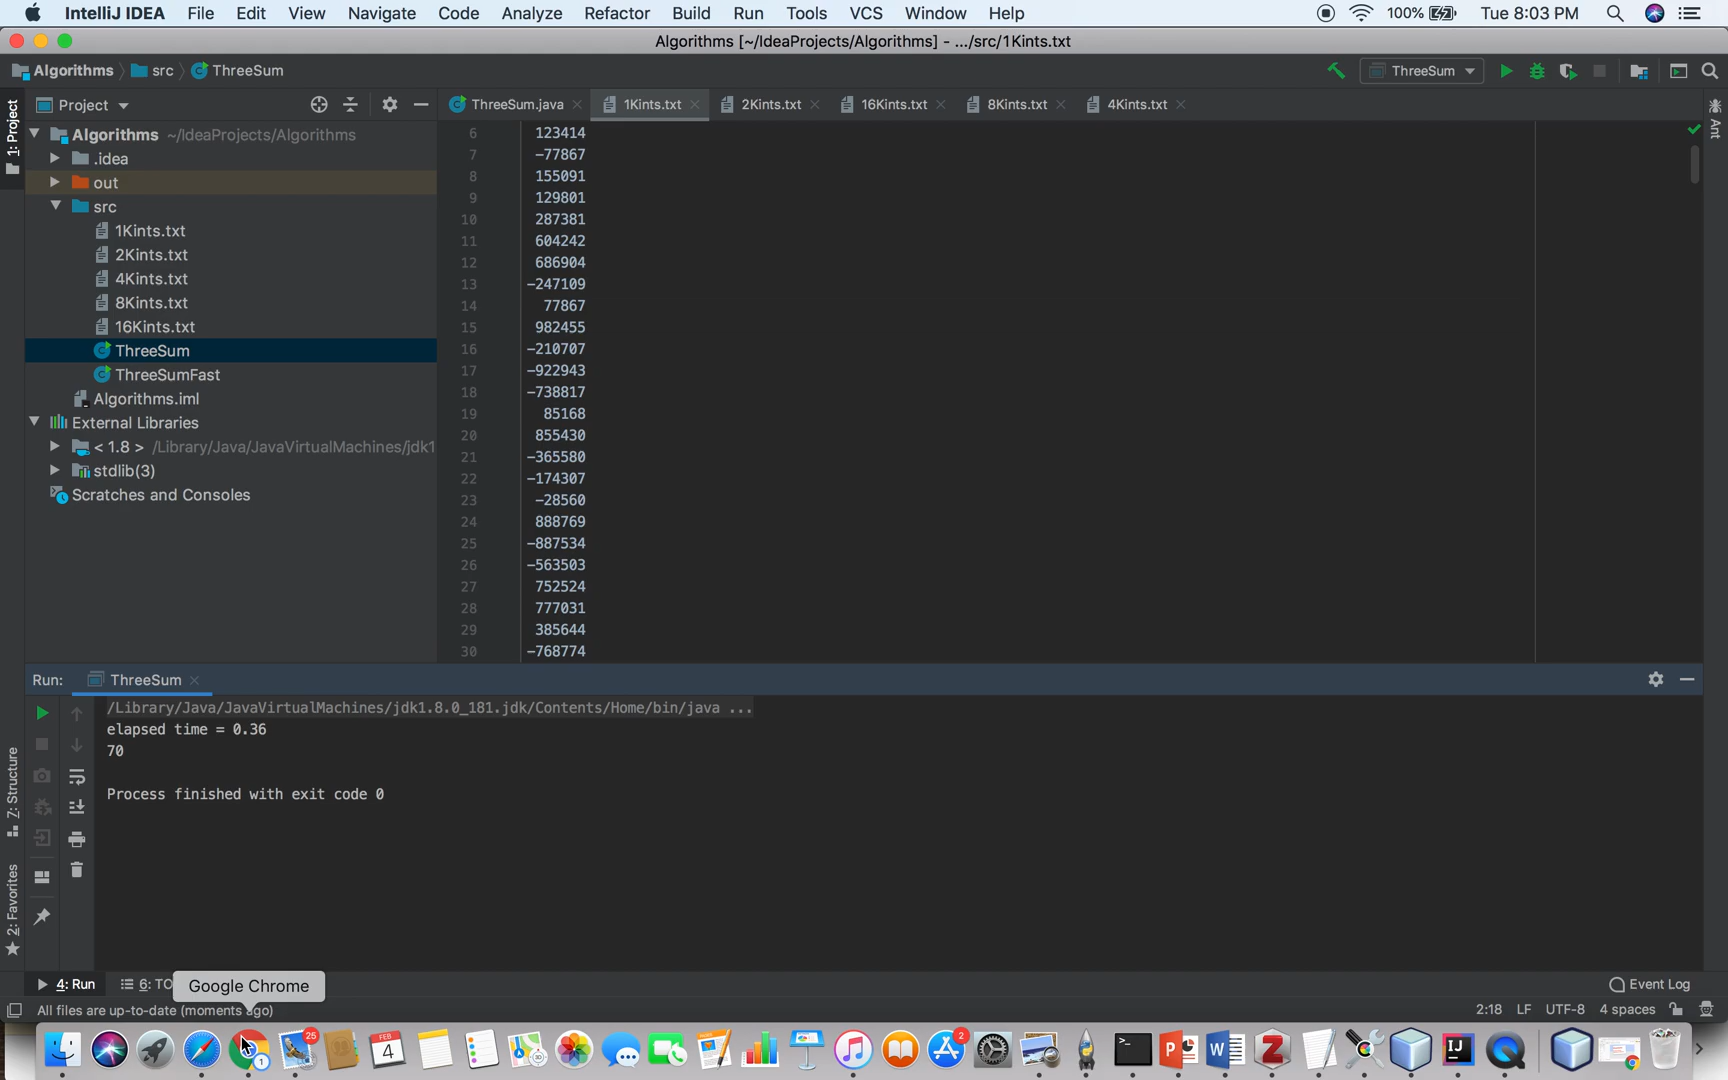 IntelliJ IDEA File Edit View Navigate Code Analyze Refactor Build Run Tools VCS Window Help 100% Tue 8:03 PM
Algorithms [~/IdeaProjects/Algorithms] - .../src/1Kints.txt
Algorithms src ThreeSum ThreeSum
1: Project
Project
ThreeSum.java 1Kints.txt 2Kints.txt 16Kints.txt 8Kints.txt 4Kints.txt
Ant
Algorithms ~/IdeaProjects/Algorithms
.idea
out
src
1Kints.txt
2Kints.txt
4Kints.txt
8Kints.txt
16Kints.txt
ThreeSum
ThreeSumFast
Algorithms.iml
External Libraries
< 1.8 > /Library/Java/JavaVirtualMachines/jdk1
stdlib(3)
Scratches and Consoles
6 123414
7 -77867
8 155091
9 129801
10 287381
11 604242
12 686904
13 -247109
14 77867
15 982455
16 -210707
17 -922943
18 -738817
19 85168
20 855430
21 -365580
22 -174307
23 -28560
24 888769
25 -887534
26 -563503
27 752524
28 777031
29 385644
30 -768774
Run: ThreeSum
/Library/Java/JavaVirtualMachines/jdk1.8.0_181.jdk/Contents/Home/bin/java ...
elapsed time = 0.36
70
Process finished with exit code 0
7: Structure
2: Favorites
4: Run 6: TO
Event Log
Google Chrome
All files are up-to-date (moments ago)
2:18 LF UTF-8 4 spaces
1
25
FEB
4
2